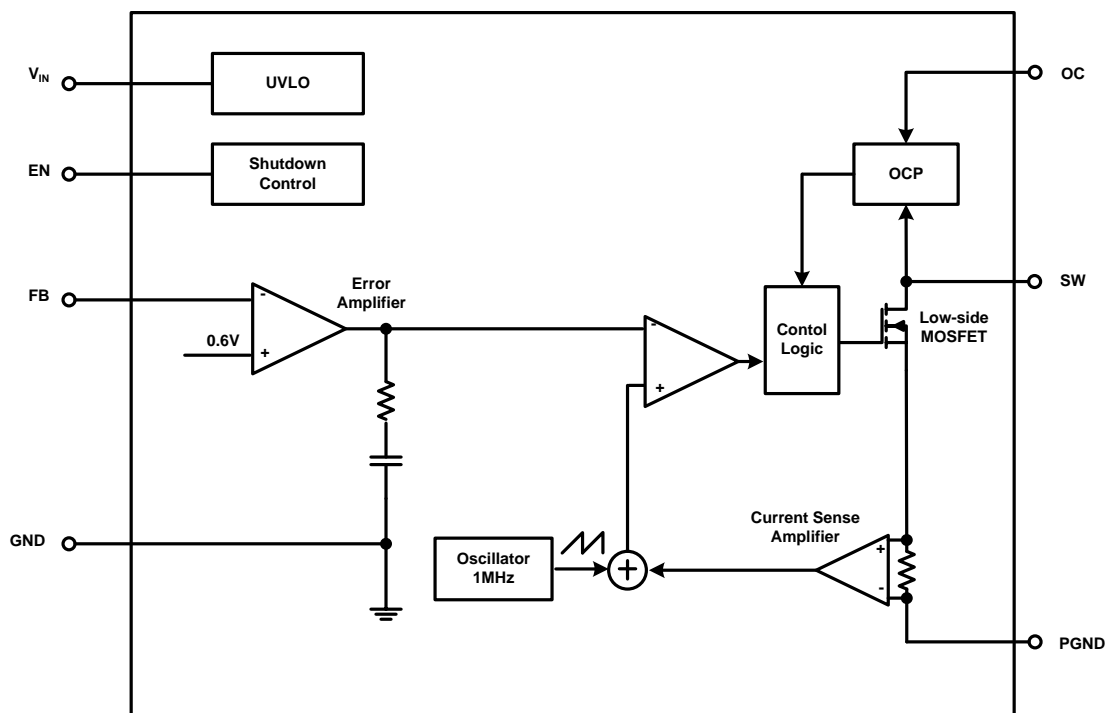 VIN
UVLO
OC
EN
Shutdown
Control
OCP
FB
-
0.6V
+
Error
Amplifier
-
+
Contol
Logic
SW
Low-side
MOSFET
GND
Oscillator
1MHz
+
Current Sense
Amplifier
+
-
PGND